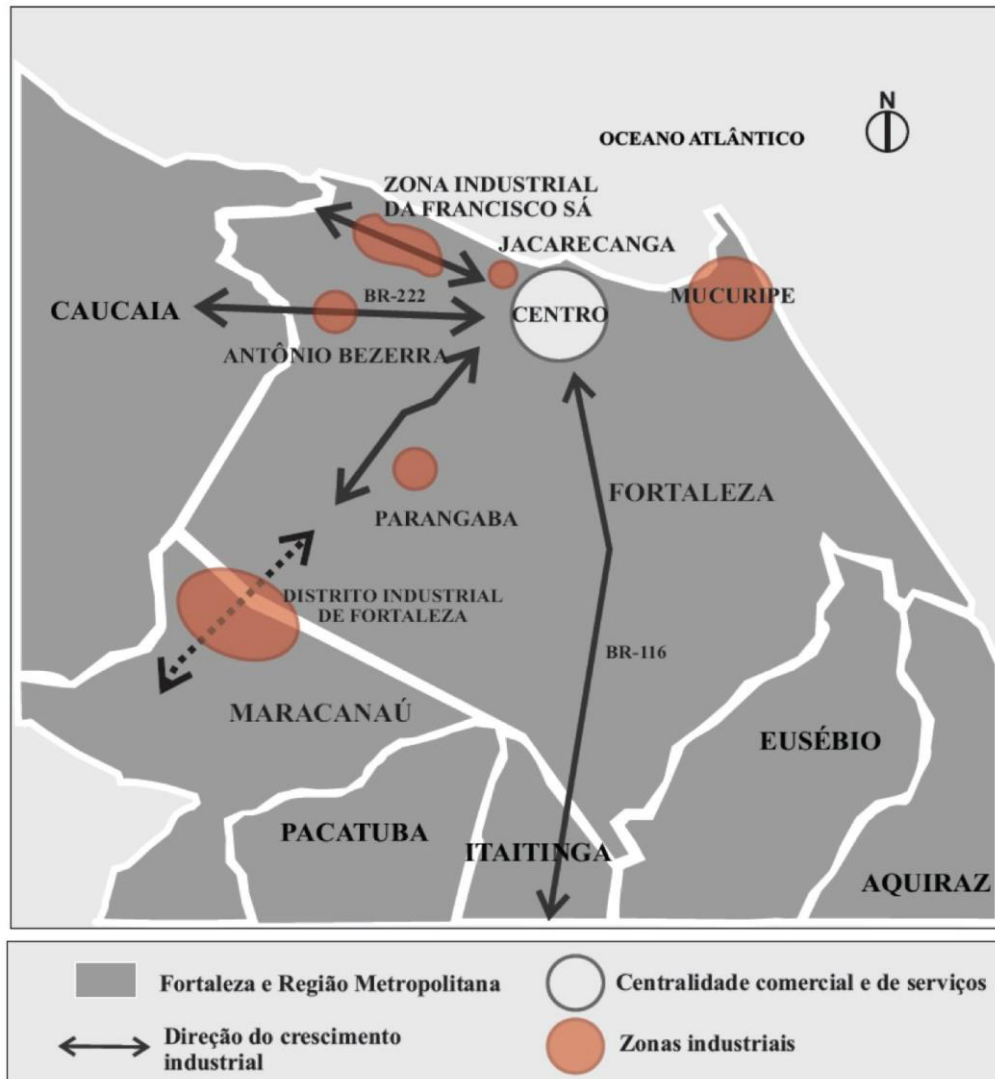 N
OCEANO ATLÂNTICO
ZONA INDUSTRIAL
DA FRANCISCO SÁ
JACARECANGA
BR-222
CAUCAIA
CENTRO
MUCURIPE
ANTÔNIO BEZERRA
FORTALEZA
PARANGABA
DISTRITO INDUSTRIAL
DE FORTALEZA
BR-116
MARACANAÚ
EUSÉBIO
PACATUBA
ITAITINGA
AQUIRAZ
Fortaleza e Região Metropolitana
Centralidade comercial e de serviços
Direção do crescimento
industrial
Zonas industriais